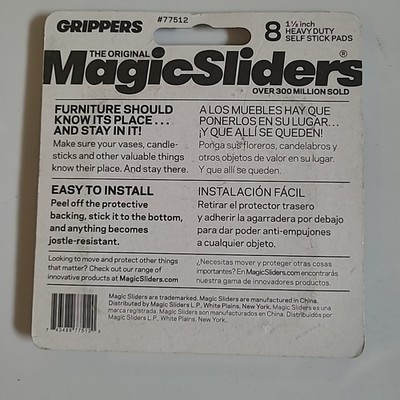 GRIPPERS
#77512
8 1½ inch
HEAVY DUTY
SELF STICK PADS
THE ORIGINAL
MagicSliders®
OVER 300 MILLION SOLD
FURNITURE SHOULD
KNOW ITS PLACE...
AND STAY IN IT!
Make sure your vases, candle-
sticks and other valuable things
know their place. And stay there.
A LOS MUEBLES HAY QUE
PONERLOS EN SU LUGAR...
¡Y QUE ALLÍ SE QUEDEN!
Ponga sus floreros, candelabros y
otros objetos de valor en su lugar.
Y que allí se queden.
EASY TO INSTALL
Peel off the protective
backing, stick it to the bottom,
and anything becomes
jostle-resistant.
INSTALACIÓN FÁCIL
Retirar el protector trasero
y adherir la agarradera por debajo
para dar poder anti-empujones
a cualquier objeto.
Looking to move and protect other things
that matter? Check out our range of
innovative products at MagicSliders.com
¿Necesitas mover y proteger otras cosas
importantes? En MagicSliders.com encontrarás
nuestra gama de innovadores productos.
Magic Sliders are trademarked. Magic Sliders are manufactured in China.
Distributed by Magic Sliders L.P., White Plains, New York. Magic Sliders es una
marca registrada. Magic Sliders son manufacturados en China. Distribuidos por
Magic Sliders L.P., White Plains, New York.